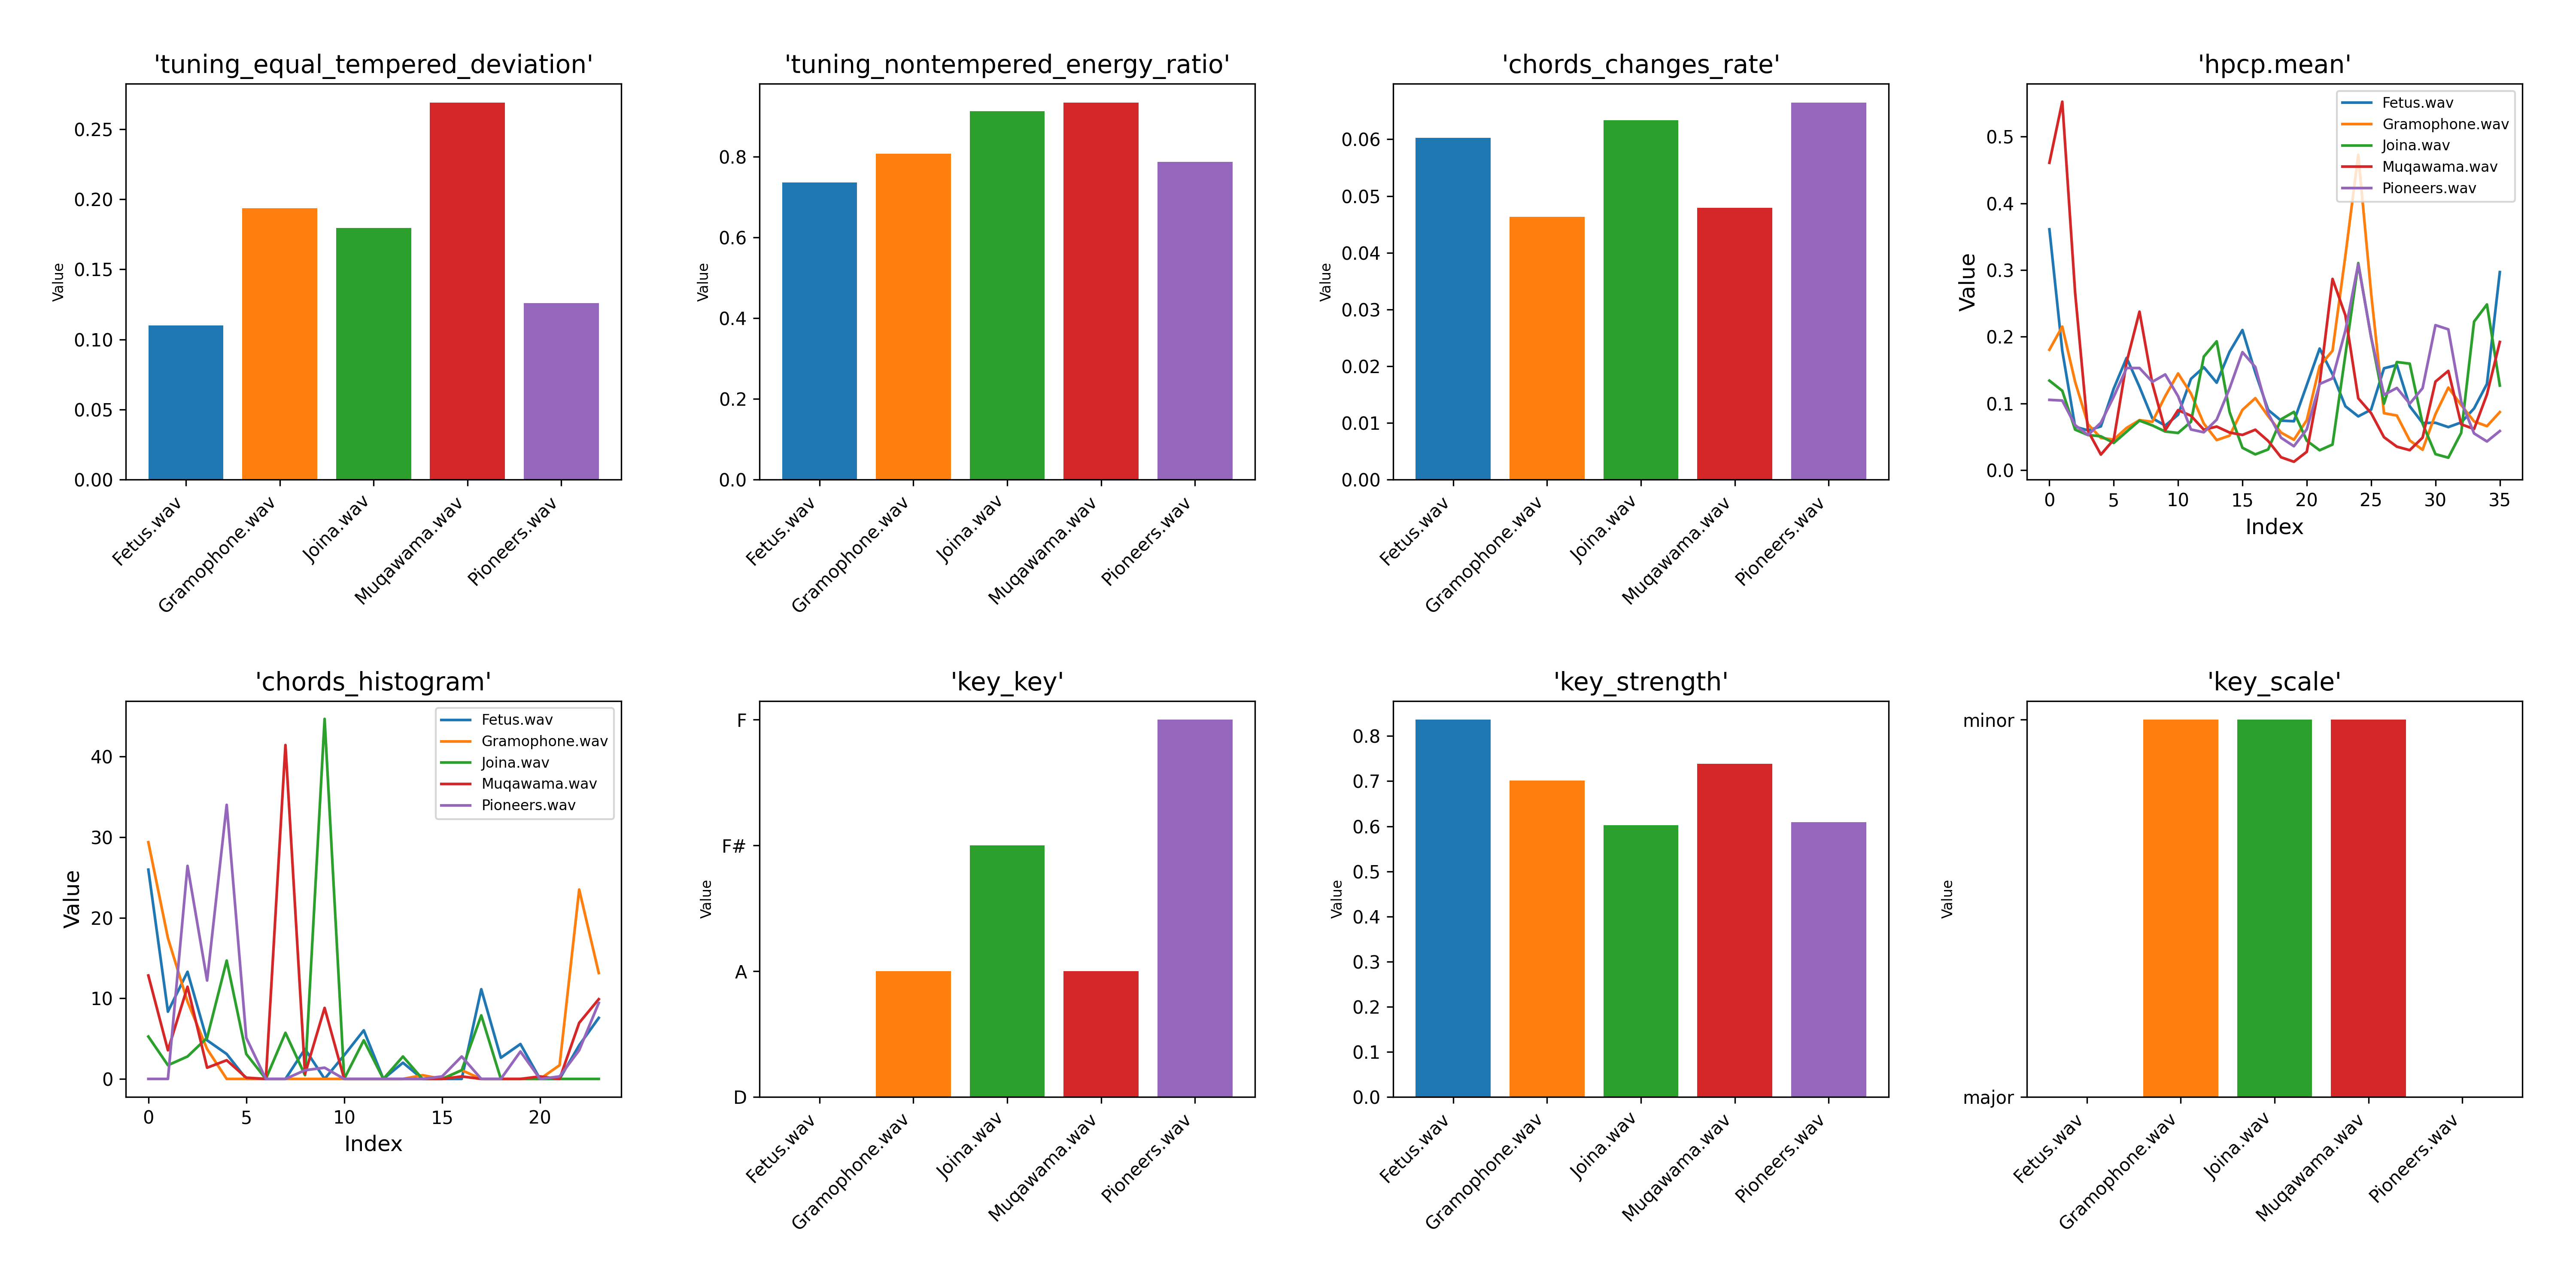 'tuning_equal_tempered_deviation'
0.25
0.20
0.15
0.10
0.05
0.00
Value
Fetus.wav
Gramophone.wav
Joina.wav
Muqawama.wav
Pioneers.wav
'tuning_nontempered_energy_ratio'
0.8
0.6
0.4
0.2
0.0
Value
Fetus.wav
Gramophone.wav
Joina.wav
Muqawama.wav
Pioneers.wav
'chords_changes_rate'
0.06
0.05
0.04
0.03
0.02
0.01
0.00
Value
Fetus.wav
Gramophone.wav
Joina.wav
Muqawama.wav
Pioneers.wav
'hpcp.mean'
Fetus.wav
Gramophone.wav
Joina.wav
Muqawama.wav
Pioneers.wav
0.5
0.4
0.3
0.2
0.1
0.0
Value
0 5 10 15 20 25 30 35
Index
'chords_histogram'
Fetus.wav
Gramophone.wav
Joina.wav
Muqawama.wav
Pioneers.wav
40
30
20
10
0
Value
0 5 10 15 20
Index
'key_key'
F
F#
A
D
Value
Fetus.wav
Gramophone.wav
Joina.wav
Muqawama.wav
Pioneers.wav
'key_strength'
0.8
0.7
0.6
0.5
0.4
0.3
0.2
0.1
0.0
Value
Fetus.wav
Gramophone.wav
Joina.wav
Muqawama.wav
Pioneers.wav
'key_scale'
minor
major
Value
Fetus.wav
Gramophone.wav
Joina.wav
Muqawama.wav
Pioneers.wav